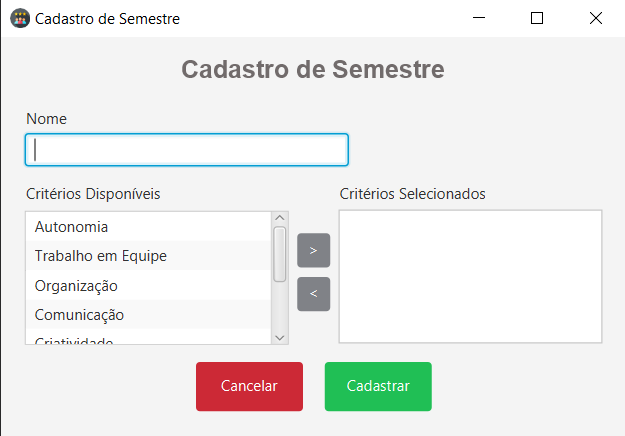 Cadastro de Semestre
Cadastro de Semestre
Nome
Critérios Disponíveis
Critérios Selecionados
Autonomia
Trabalho em Equipe
Organização
Comunicação
Criatividade
>
<
Cancelar
Cadastrar